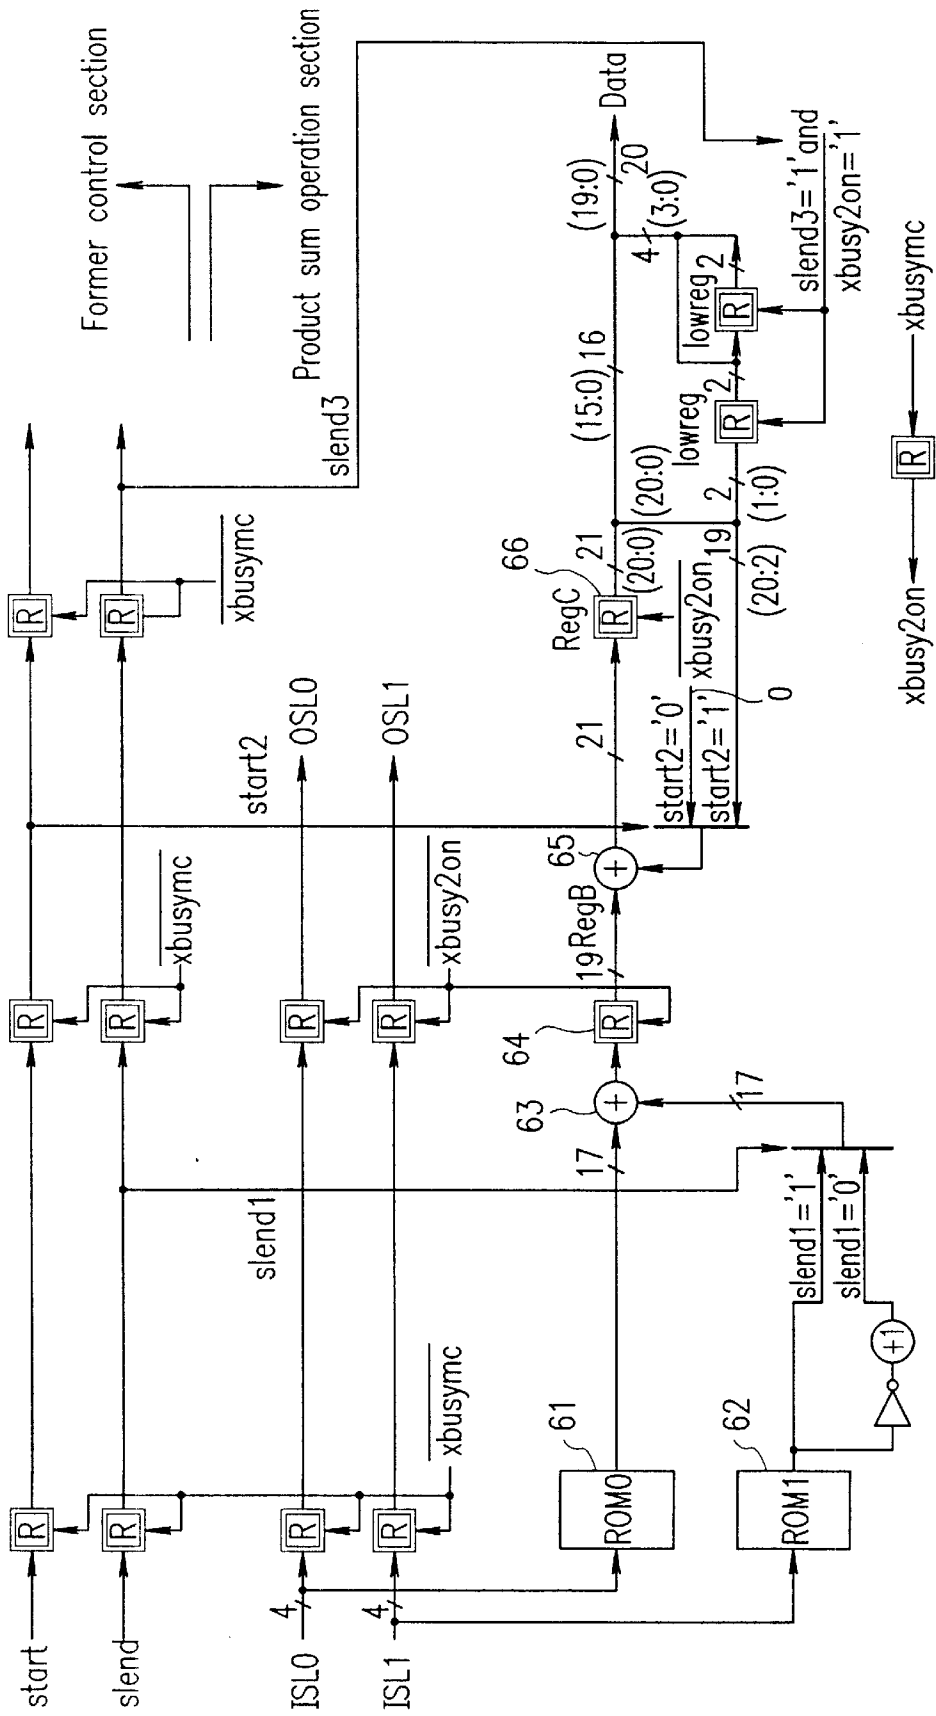 start
slend
ISL0
ISL1
4
4
R
R
R
R
xbusymc
ROM0
61
ROM1
62
+1
slend1
slend1='1'
slend1='0'
17
17
+
63
R
R
xbusymc
R
R
xbusy2on
R
64
19
RegB
+
65
start2
OSL0
OSL1
start2='0'
start2='1'
0
21
R
R
xbusymc
RegC
R
66
xbusy2on
21
(20:0)
(20:0)
19
(20:2)
2
(1:0)
lowreg
R
2
lowreg
R
2
(15:0)
16
4
(3:0)
(19:0)
20
Data
slend3
Former control section
Product sum operation section
slend3='1' and
xbusy2on='1'
xbusy2on
R
xbusymc